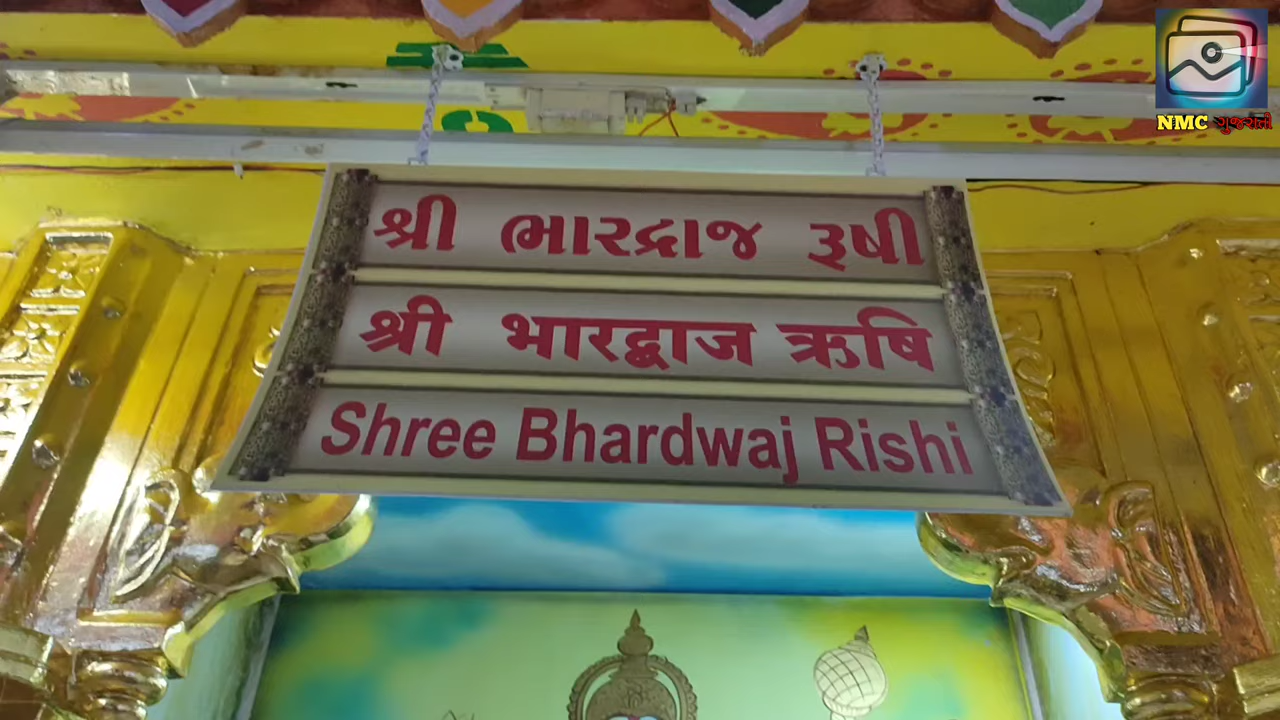 NMC ગુજરાતી
શ્રી ભારદ્રાજ રૂષી
श्री भारद्वाज ऋषि
Shree Bhardwaj Rishi